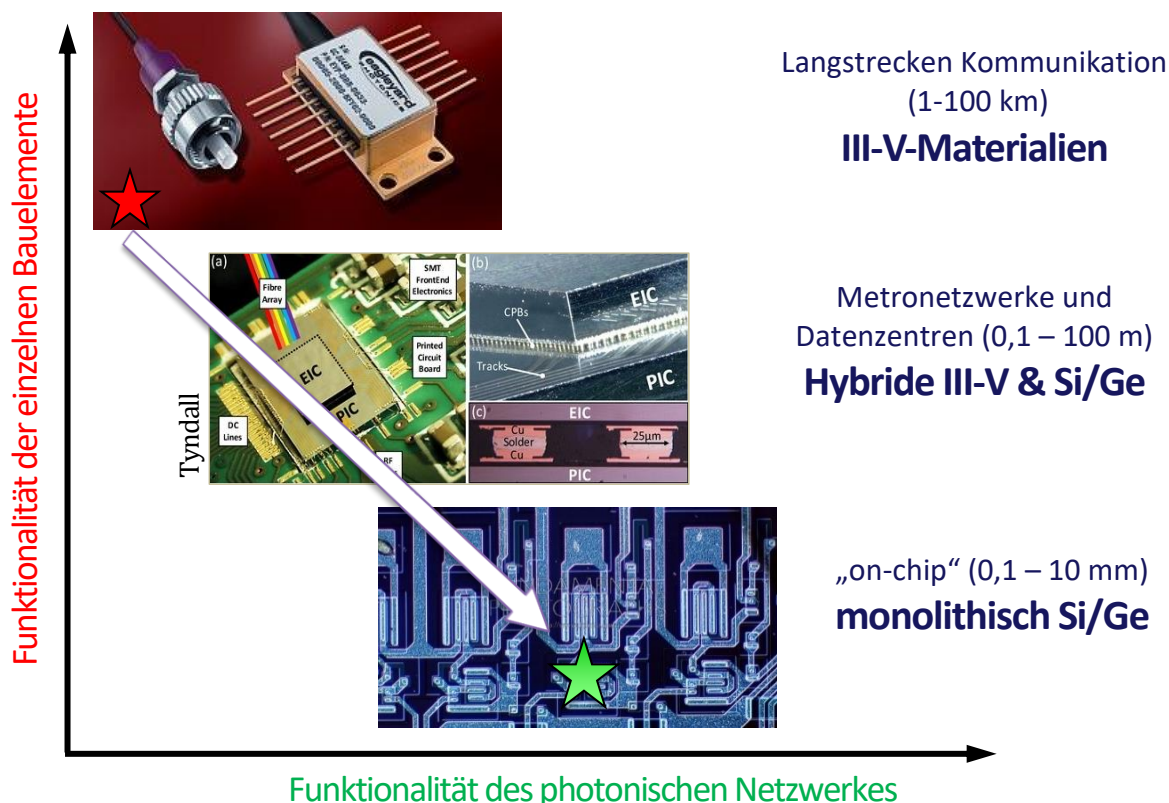 Funktionalität der einzelnen Bauelemente
eagleyard
PHOTONICS
Langstrecken Kommunikation
(1-100 km)
III-V-Materialien
Tyndall
(a)
Fibre
Array
SMT
FrontEnd
Electronics
Printed
Circuit
Board
EIC
PIC
DC
Lines
RF
(b)
CPBs
EIC
Tracks
PIC
(c)
EIC
Cu
Solder
Cu
25μm
PIC
Metronetzwerke und
Datenzentren (0,1 – 100 m)
Hybride III-V & Si/Ge
„on-chip“ (0,1 – 10 mm)
monolithisch Si/Ge
Funktionalität des photonischen Netzwerkes